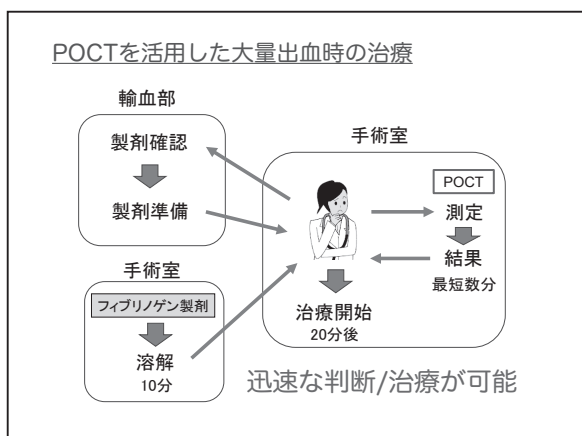 POCTを活用した大量出血時の治療
輸血部
製剤確認
製剤準備
手術室
POCT
測定
結果
最短数分
治療開始
20分後
手術室
フィブリノゲン製剤
溶解
10分
迅速な判断/治療が可能